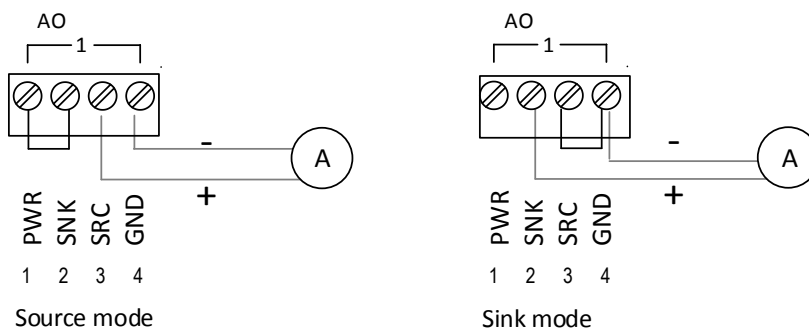 AO
1
A
-
+
PWR SNK SRC GND
1 2 3 4
Source mode
AO
1
A
-
+
PWR SNK SRC GND
1 2 3 4
Sink mode